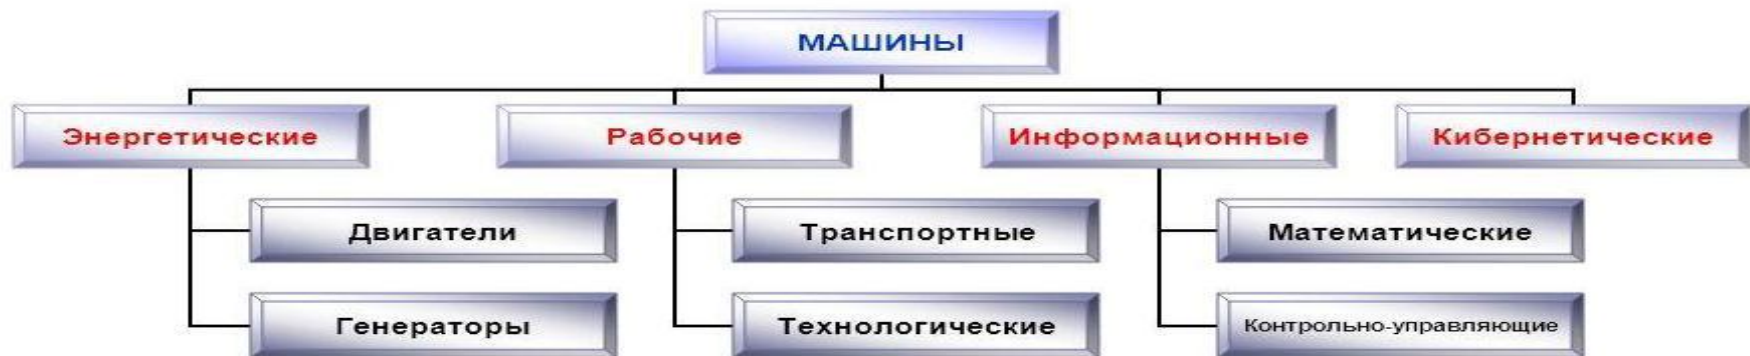 МАШИНЫ
Энергетические
Рабочие
Информационные
Кибернетические
Двигатели
Транспортные
Математические
Генераторы
Технологические
Контрольно-управляющие